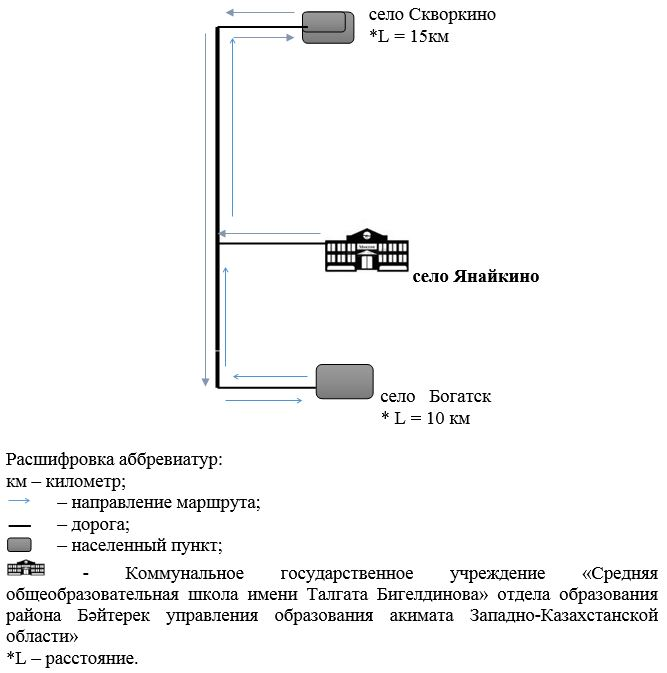 село Скворкино
*L = 15км
село Янайкино
село Богатск
* L = 10 км
Расшифровка аббревиатур:
км – километр;
– направление маршрута;
– дорога;
– населенный пункт;
- Коммунальное государственное учреждение «Средняя
общеобразовательная школа имени Талгата Бигелдинова» отдела образования
района Бәйтерек управления образования акимата Западно-Казахстанской
области»
*L – расстояние.